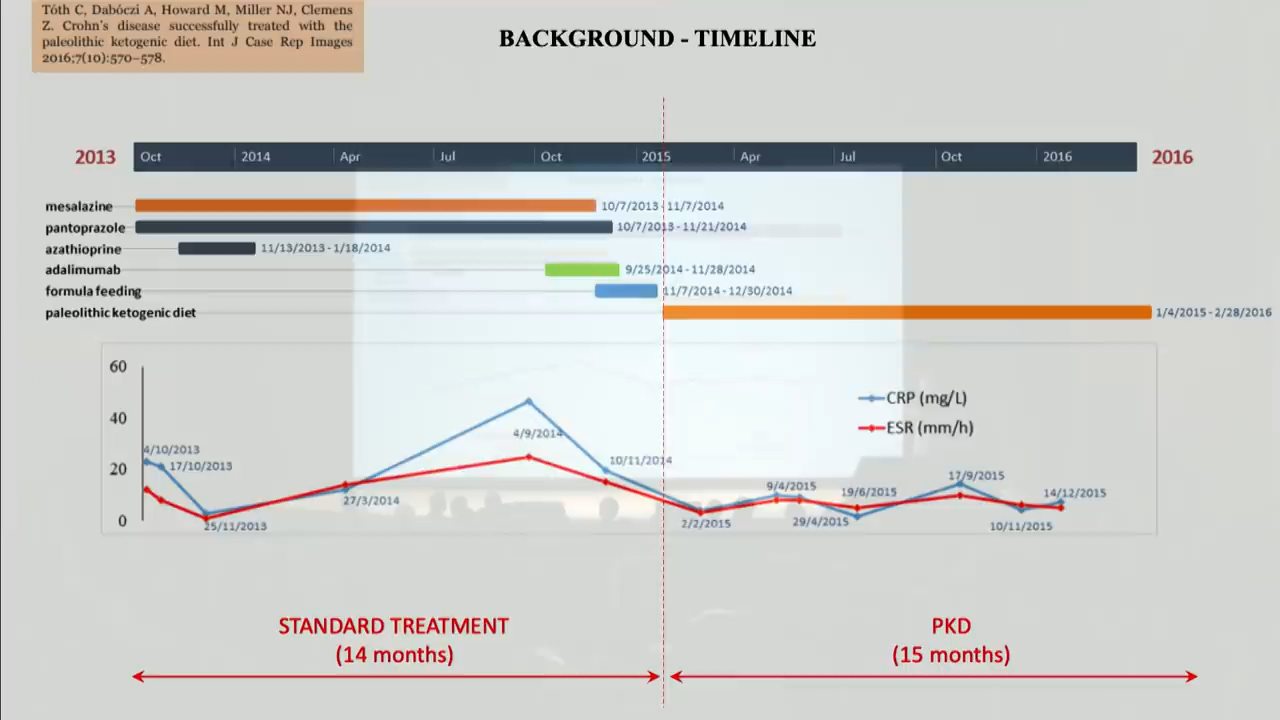 Tóth C, Dabóczi A, Howard M, Miller NJ, Clemens
Z. Crohn's disease successfully treated with the
paleolithic ketogenic diet. Int J Case Rep Images
2016;7(10):570–578.
BACKGROUND - TIMELINE
2013 Oct 2014 Apr Jul Oct 2015 Apr Jul Oct 2016 2016
mesalazine 10/7/2013 - 11/7/2014
pantoprazole 10/7/2013 - 11/21/2014
azathioprine 11/13/2013 - 1/18/2014
adalimumab 9/25/2014 - 11/28/2014
formula feeding 11/7/2014 - 12/30/2014
paleolithic ketogenic diet 1/4/2015 - 2/28/2016
60
40
20
0
CRP (mg/L)
ESR (mm/h)
4/10/2013
17/10/2013
25/11/2013
27/3/2014
4/9/2014
10/11/2014
2/2/2015
9/4/2015
29/4/2015
19/6/2015
17/9/2015
10/11/2015
14/12/2015
STANDARD TREATMENT
(14 months)
PKD
(15 months)